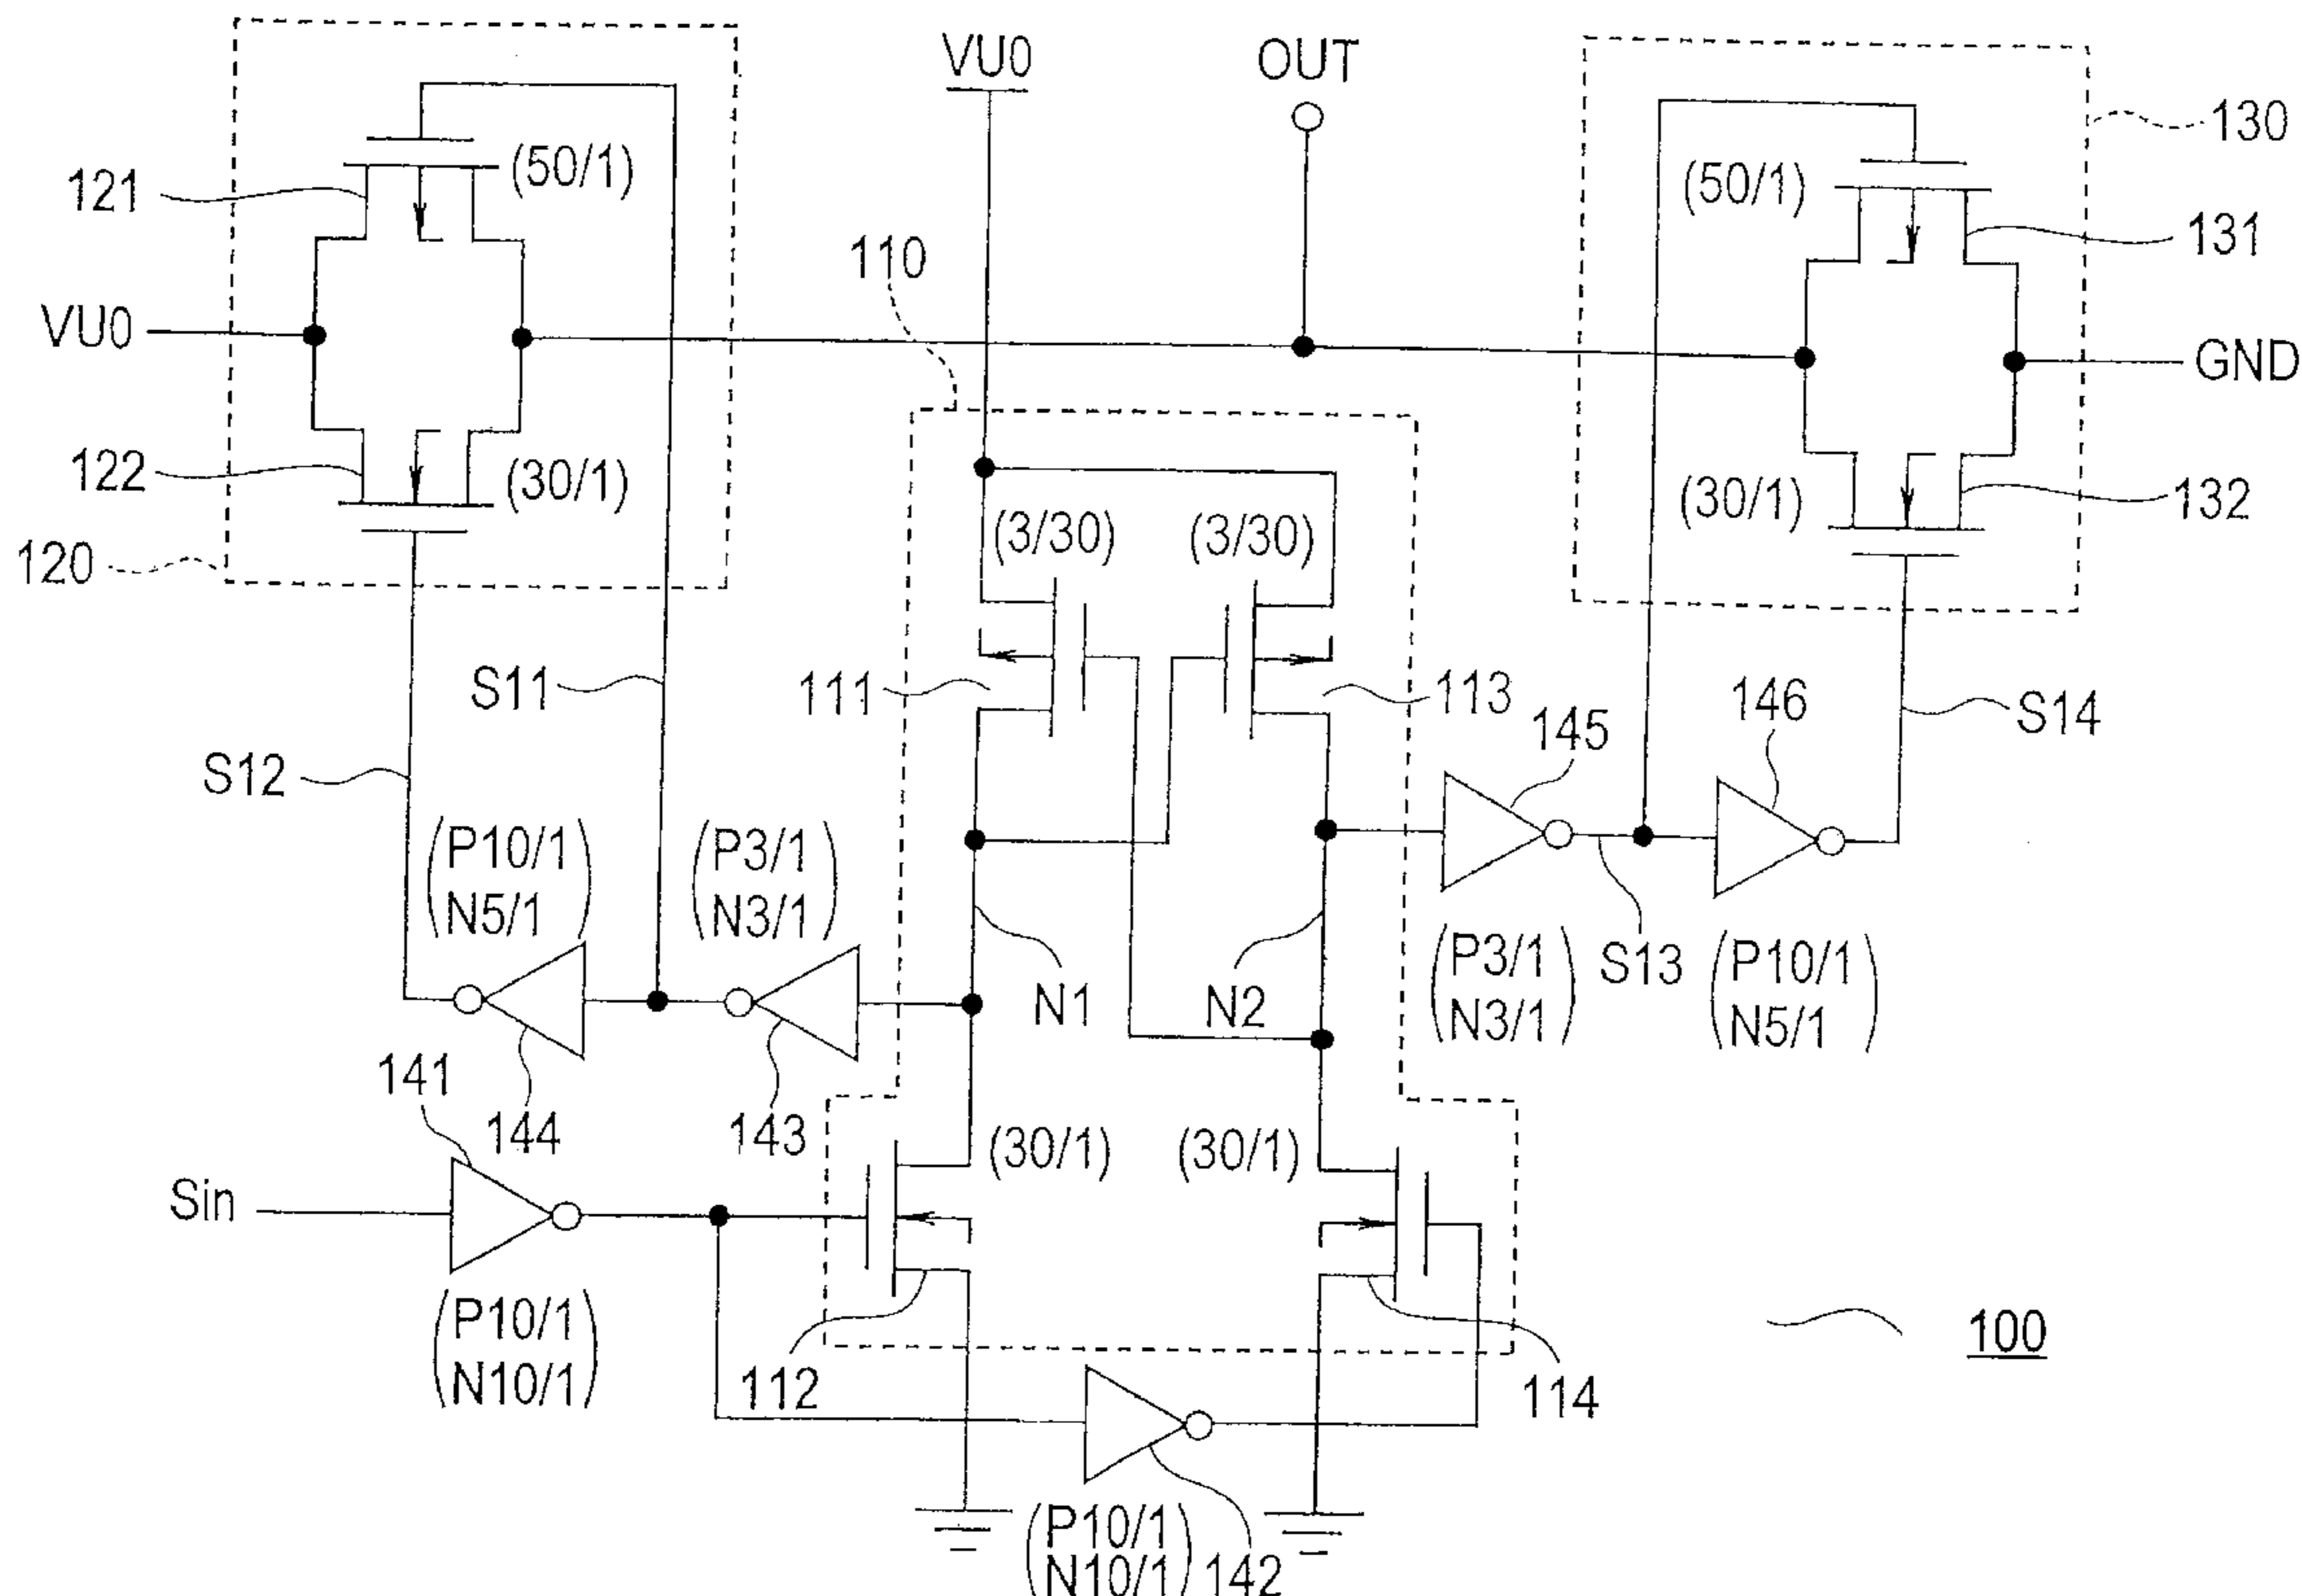 VU0
OUT
130
(50/1)
121
(50/1)
131
110
VU0
GND
122
(30/1)
(30/1)
132
120
(3/30)
(3/30)
S11
111
113
146
S14
145
S12
(P10/1
N5/1)
(P3/1
N3/1)
N1
N2
(P3/1
N3/1)
S13
(P10/1
N5/1)
141
144
143
(30/1)
(30/1)
Sin
(P10/1
N10/1)
112
114
100
(P10/1
N10/1)
142